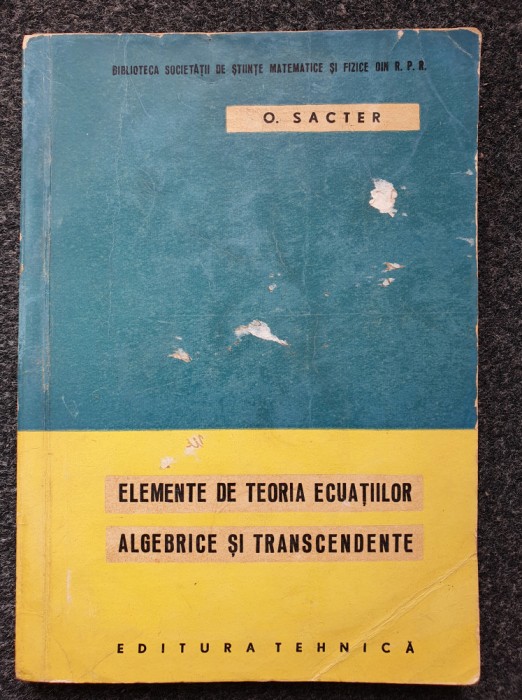 BIBLIOTECA SOCIETĂȚII DE ȘTIINȚE MATEMATICE ȘI FIZICE DIN R. P. R.
O. SACTER
ELEMENTE DE TEORIA ECUAȚIILOR
ALGEBRICE ȘI TRANSCENDENTE
EDITURA TEHNICĂ